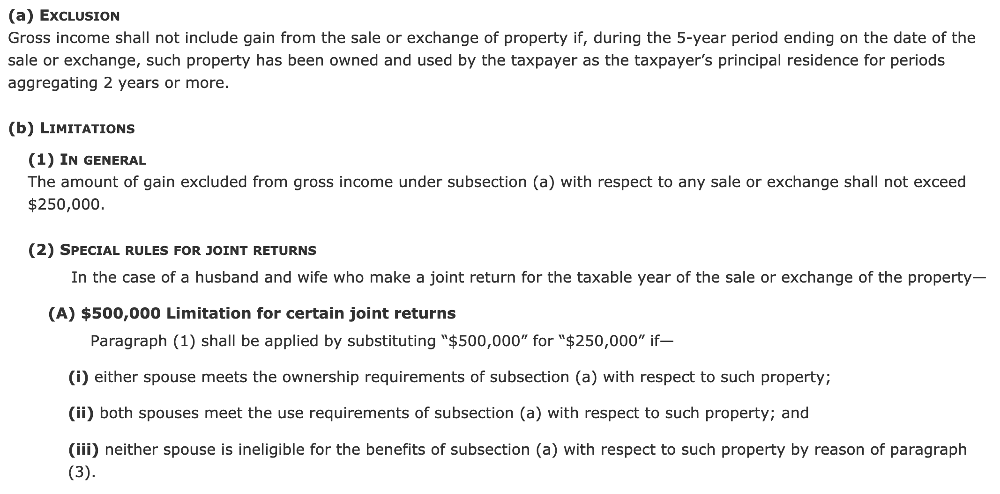 (a) EXCLUSION
Gross income shall not include gain from the sale or exchange of property if, during the 5-year period ending on the date of the
sale or exchange, such property has been owned and used by the taxpayer as the taxpayer’s principal residence for periods
aggregating 2 years or more.
(b) LIMITATIONS
(1) IN GENERAL
The amount of gain excluded from gross income under subsection (a) with respect to any sale or exchange shall not exceed
$250,000.
(2) SPECIAL RULES FOR JOINT RETURNS
In the case of a husband and wife who make a joint return for the taxable year of the sale or exchange of the property—
(A) $500,000 Limitation for certain joint returns
Paragraph (1) shall be applied by substituting “$500,000” for “$250,000” if—
(i) either spouse meets the ownership requirements of subsection (a) with respect to such property;
(ii) both spouses meet the use requirements of subsection (a) with respect to such property; and
(iii) neither spouse is ineligible for the benefits of subsection (a) with respect to such property by reason of paragraph
(3).